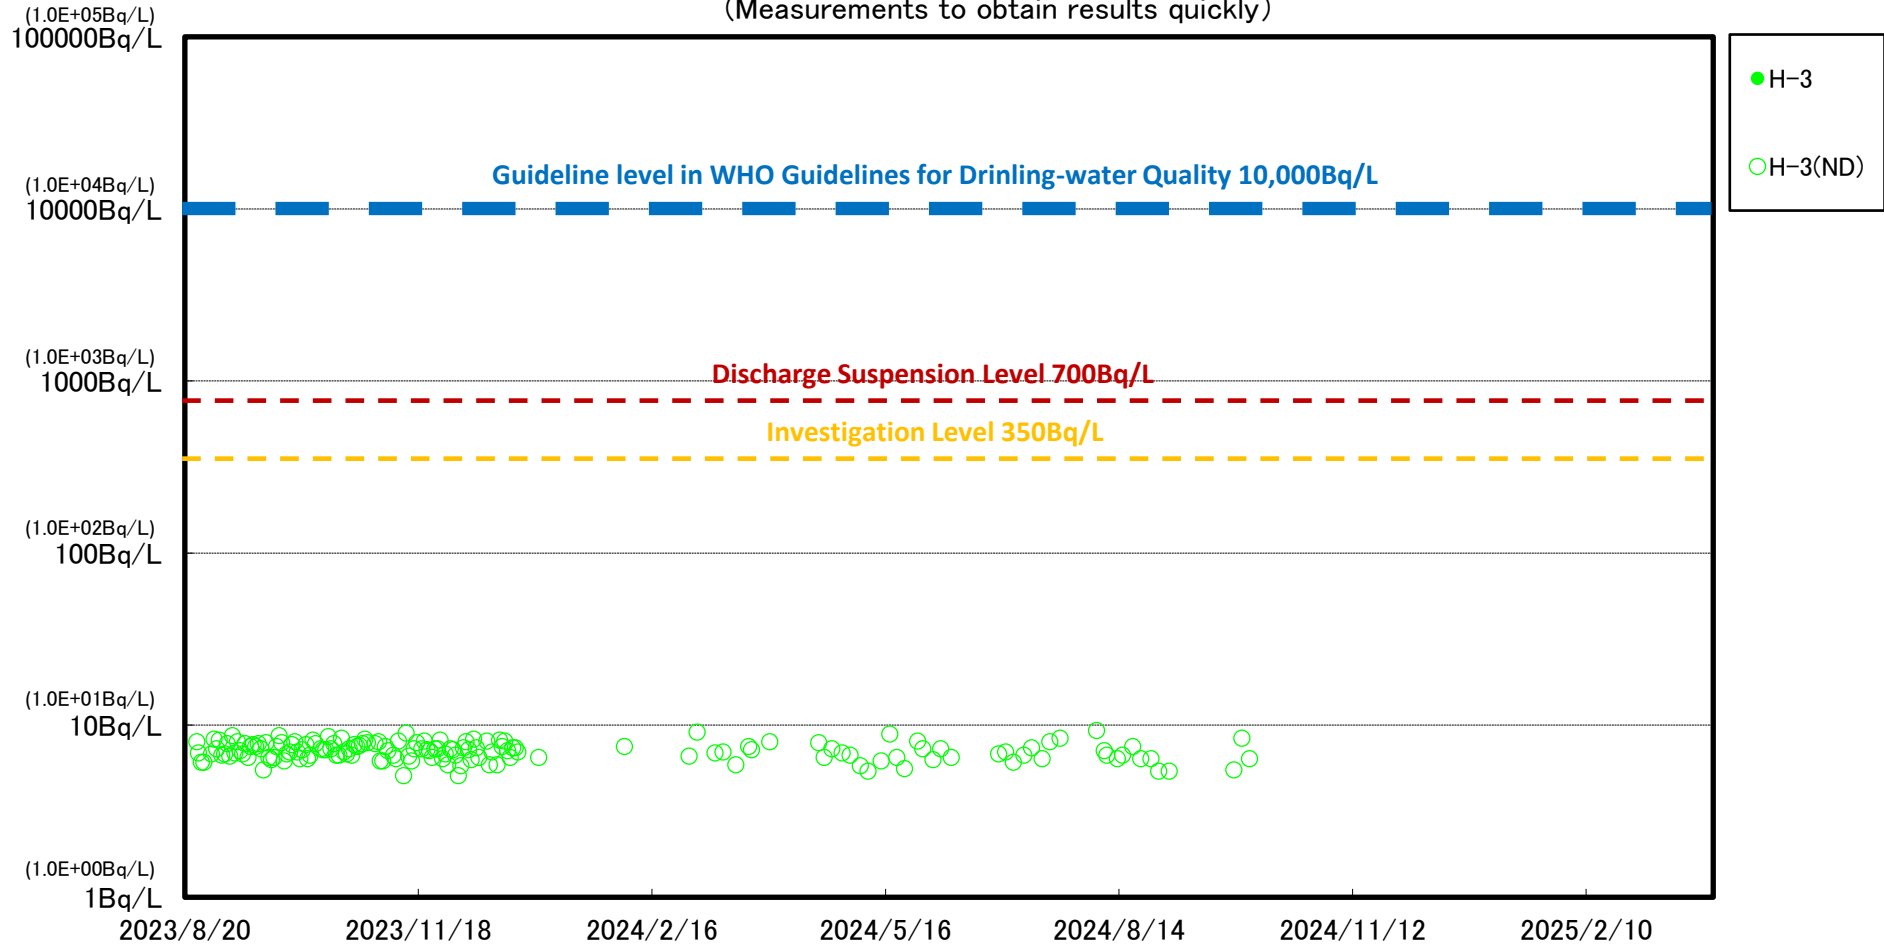 (Measurements to obtain results quickly)
(1.0E+05Bq/L)
100000Bq/L
H-3
H-3(ND)
Guideline level in WHO Guidelines for Drinling-water Quality 10,000Bq/L
(1.0E+04Bq/L)
10000Bq/L
(1.0E+03Bq/L)
1000Bq/L
Discharge Suspension Level 700Bq/L
Investigation Level 350Bq/L
(1.0E+02Bq/L)
100Bq/L
(1.0E+01Bq/L)
10Bq/L
(1.0E+00Bq/L)
1Bq/L
2023/8/20 2023/11/18 2024/2/16 2024/5/16 2024/8/14 2024/11/12 2025/2/10